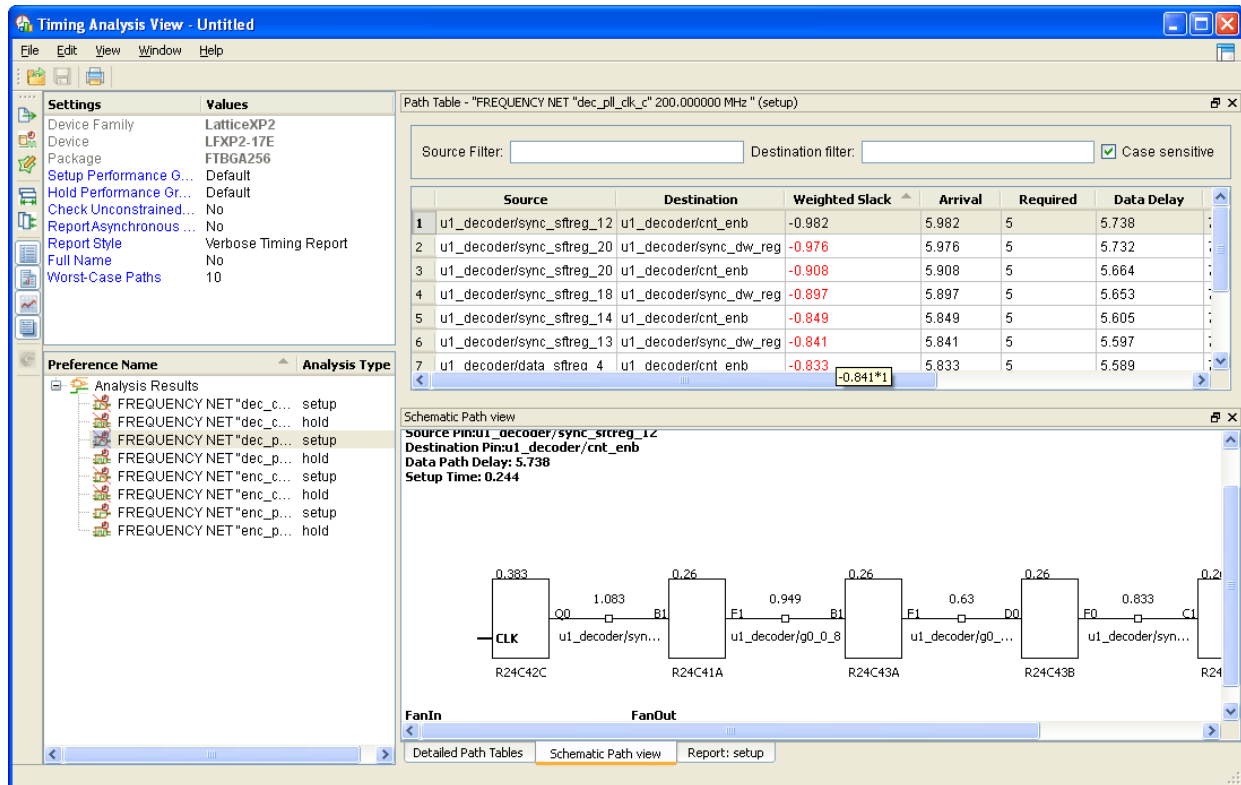 Timing Analysis View - Untitled
File Edit View Window Help
Settings Values
Device Family LatticeXP2
Device LFXP2-17E
Package FTBGA256
Setup Performance G... Default
Hold Performance Gr... Default
Check Unconstrained... No
Report Asynchronous ... No
Report Style Verbose Timing Report
Full Name No
Worst-Case Paths 10
Preference Name Analysis Type
Analysis Results
FREQUENCY NET "dec_c... setup
FREQUENCY NET "dec_c... hold
FREQUENCY NET "dec_p... setup
FREQUENCY NET "dec_p... hold
FREQUENCY NET "enc_c... setup
FREQUENCY NET "enc_c... hold
FREQUENCY NET "enc_p... setup
FREQUENCY NET "enc_p... hold
Path Table - "FREQUENCY NET "dec_pll_clk_c" 200.000000 MHz " (setup)
Source Filter: Destination filter: Case sensitive
Source Destination Weighted Slack Arrival Required Data Delay
1 u1_decoder/sync_sftreg_12 u1_decoder/cnt_enb -0.982 5.982 5 5.738
2 u1_decoder/sync_sftreg_20 u1_decoder/sync_dw_reg -0.976 5.976 5 5.732
3 u1_decoder/sync_sftreg_20 u1_decoder/cnt_enb -0.908 5.908 5 5.664
4 u1_decoder/sync_sftreg_18 u1_decoder/sync_dw_reg -0.897 5.897 5 5.653
5 u1_decoder/sync_sftreg_14 u1_decoder/cnt_enb -0.849 5.849 5 5.605
6 u1_decoder/sync_sftreg_13 u1_decoder/sync_dw_reg -0.841 5.841 5 5.597
7 u1_decoder/data_sftreg_4 u1_decoder/cnt_enb -0.833 5.833 5 5.589
-0.841*1
Schematic Path view
Source Pin:u1_decoder/sync_sftreg_12
Destination Pin:u1_decoder/cnt_enb
Data Path Delay: 5.738
Setup Time: 0.244
0.383 0.26 0.26 0.26
1.083 0.949 0.63 0.833
Q0 B1 F1 B1 F1 D0 F0 C1
CLK u1_decoder/syn... u1_decoder/g0_0_8 u1_decoder/g0_... u1_decoder/syn...
R24C42C R24C41A R24C43A R24C43B R24
FanIn FanOut
Detailed Path Tables Schematic Path view Report: setup